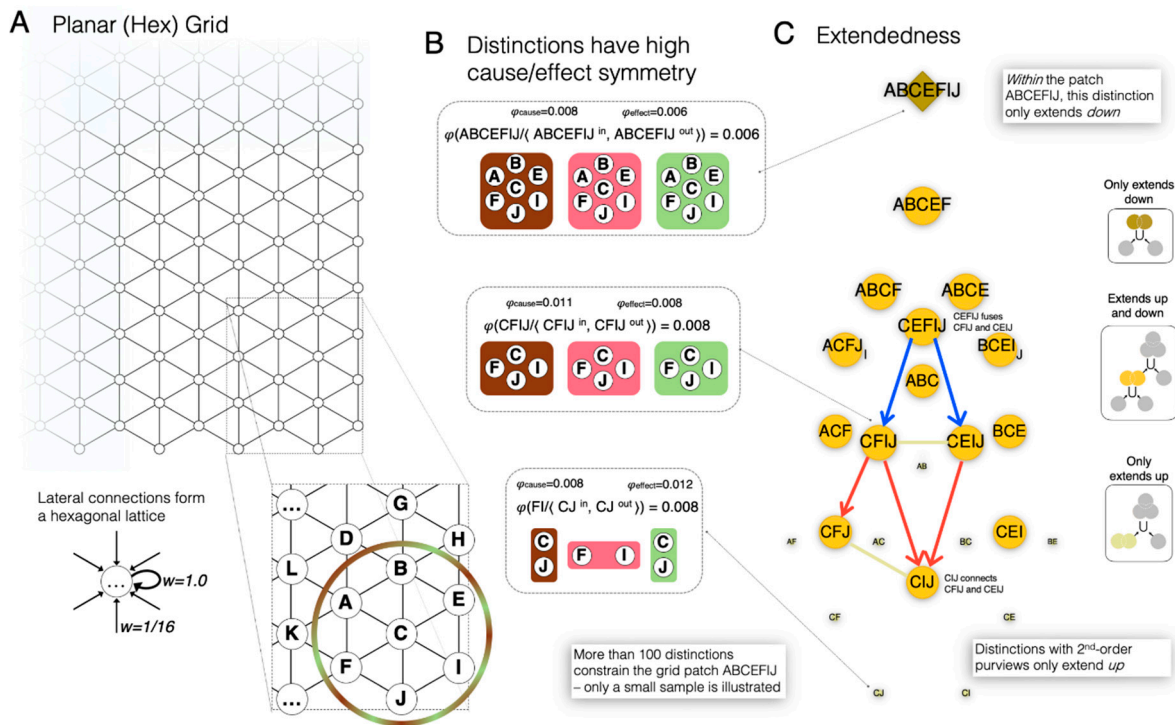 A Planar (Hex) Grid
Lateral connections form
a hexagonal lattice
...
w=1.0
w=1/16
...
G
D
H
L
B
A
E
K
C
F
I
...
J
B Distinctions have high
cause/effect symmetry
φcause=0.008 φeffect=0.006
φ(ABCEFIJ/⟨ ABCEFIJ in, ABCEFIJ out⟩) = 0.006
B B B
A E A E A E
C C C
F I F I F I
J J J
φcause=0.011 φeffect=0.008
φ(CFIJ/⟨ CFIJ in, CFIJ out⟩) = 0.008
C C C
F I F I F I
J J J
φcause=0.008 φeffect=0.012
φ(FI/⟨ CJ in, CJ out⟩) = 0.008
C C
F I
J J
More than 100 distinctions
constrain the grid patch ABCEFIJ
– only a small sample is illustrated
C Extendedness
ABCEFIJ
Within the patch
ABCEFIJ, this distinction
only extends down
ABCEF
ABCF ABCE
CEFIJ
CEFIJ fuses
CFIJ and CEIJ
ACFJI BCEIJ
ABC
ACF BCE
CFIJ CEIJ
AB
CFJ CEI
AF AC BC BE
CIJ
CIJ connects
CFIJ and CEIJ
CF CE
CJ CI
Only extends
down
Extends up
and down
Only
extends up
Distinctions with 2nd-order
purviews only extend up